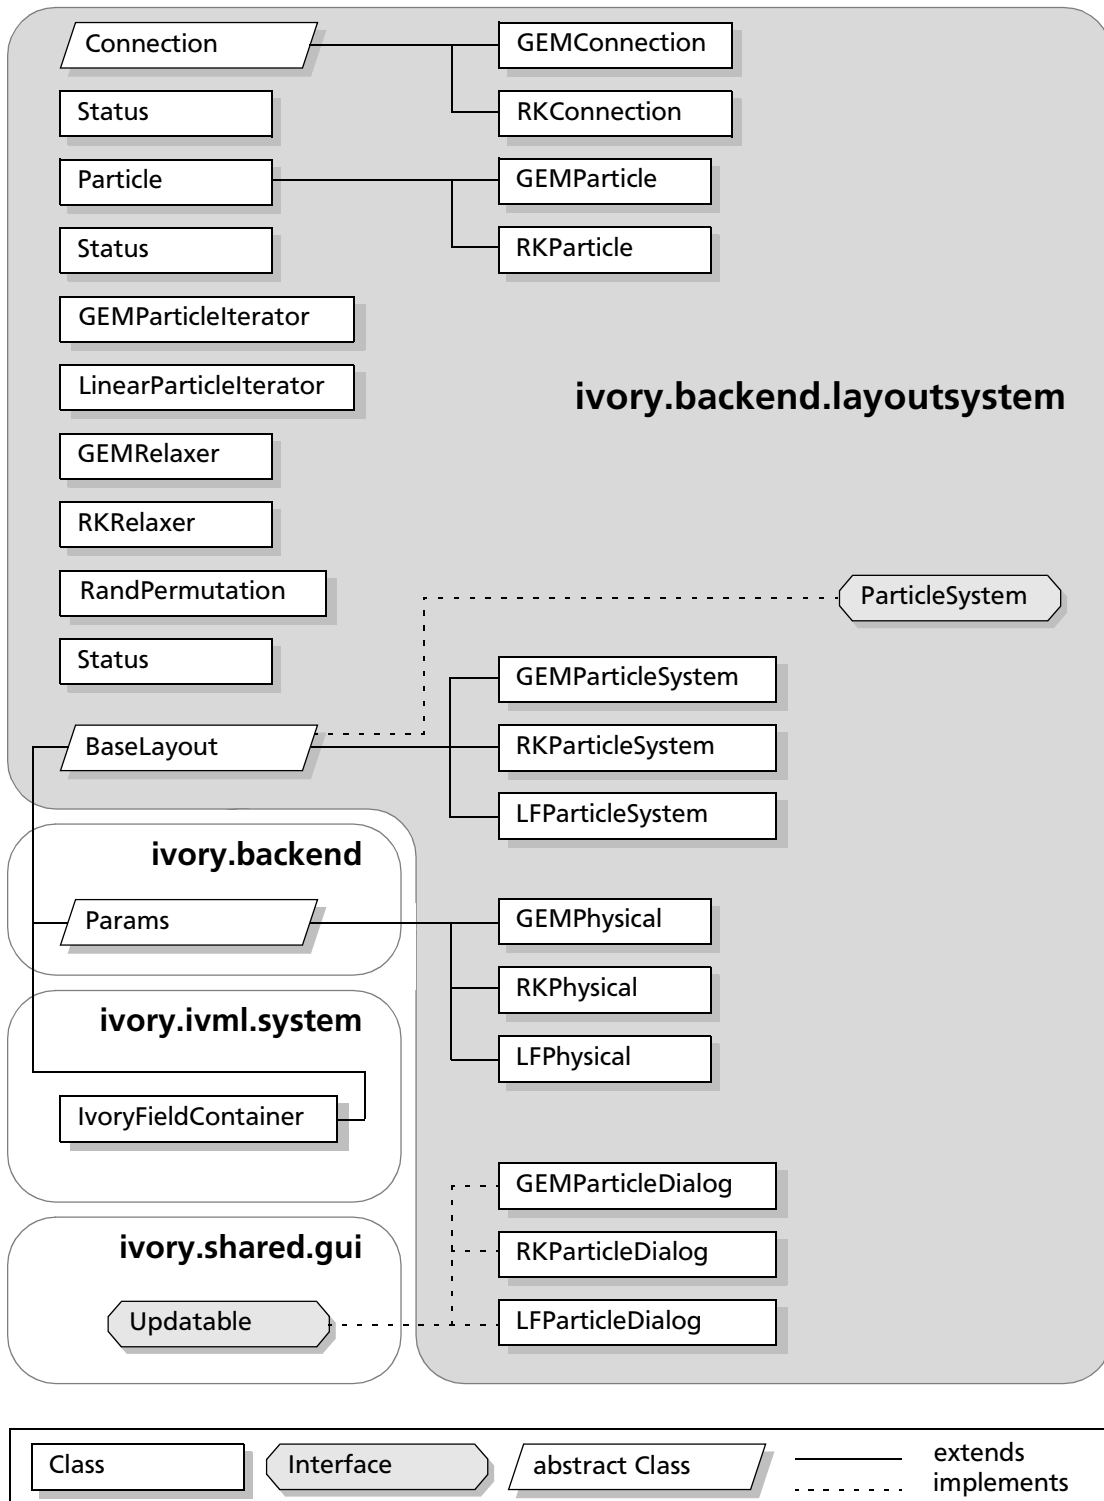 Connection
GEMConnection
Status
RKConnection
Particle
GEMParticle
Status
RKParticle
GEMParticleIterator
LinearParticleIterator
ivory.backend.layoutsystem
GEMRelaxer
RKRelaxer
RandPermutation
ParticleSystem
Status
GEMParticleSystem
BaseLayout
RKParticleSystem
LFParticleSystem
ivory.backend
Params
GEMPhysical
RKPhysical
ivory.ivml.system
LFPhysical
IvoryFieldContainer
GEMParticleDialog
ivory.shared.gui
RKParticleDialog
Updatable
LFParticleDialog
Class
Interface
abstract Class
extends
implements